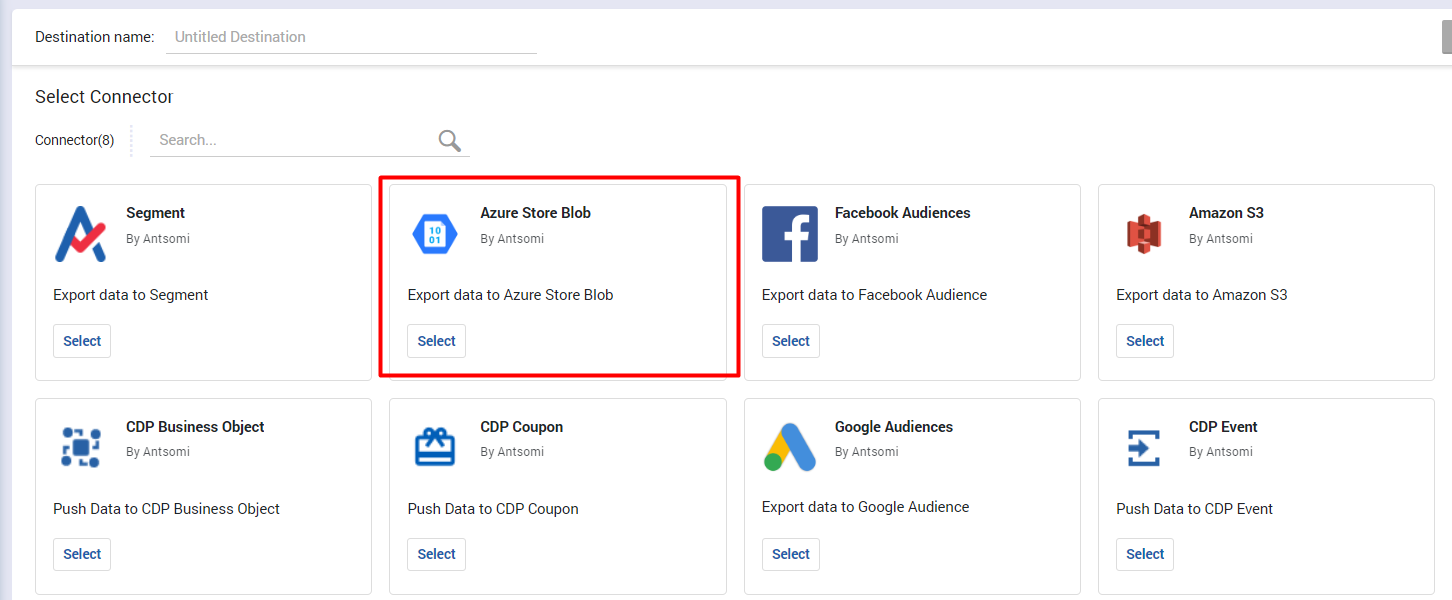 Destination name: Untitled Destination
Select Connector
Connector(8) Search...
Segment
By Antsomi
Export data to Segment
Select
Azure Store Blob
By Antsomi
10
01
Export data to Azure Store Blob
Select
Facebook Audiences
By Antsomi
Export data to Facebook Audience
Select
Amazon S3
By Antsomi
Export data to Amazon S3
Select
CDP Business Object
By Antsomi
Push Data to CDP Business Object
Select
CDP Coupon
By Antsomi
Push Data to CDP Coupon
Select
Google Audiences
By Antsomi
Export data to Google Audience
Select
CDP Event
By Antsomi
Push Data to CDP Event
Select